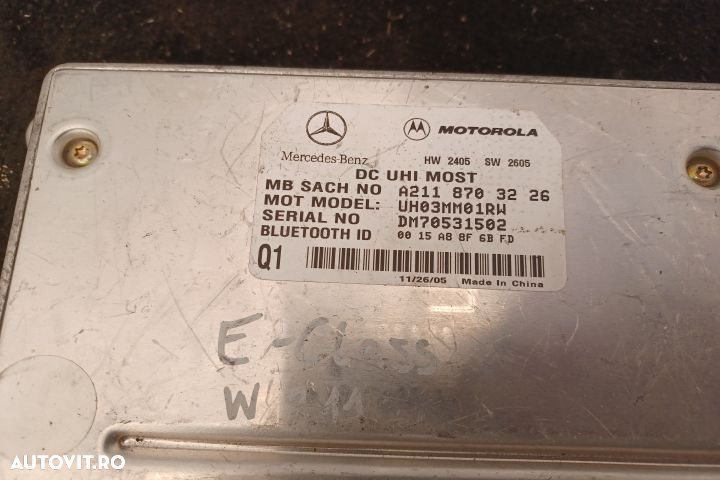 Mercedes-Benz
MOTOROLA
HW 2405 SW 2605
DC UHI MOST
MB SACH NO A211 870 32 26
MOT MODEL: UH03MM01RW
SERIAL NO DM70531502
BLUETOOTH ID 00 15 A8 8F 6B FD
Q1
11/26/05 Made In China
E-Class
W 211
AUTOVIT.RO